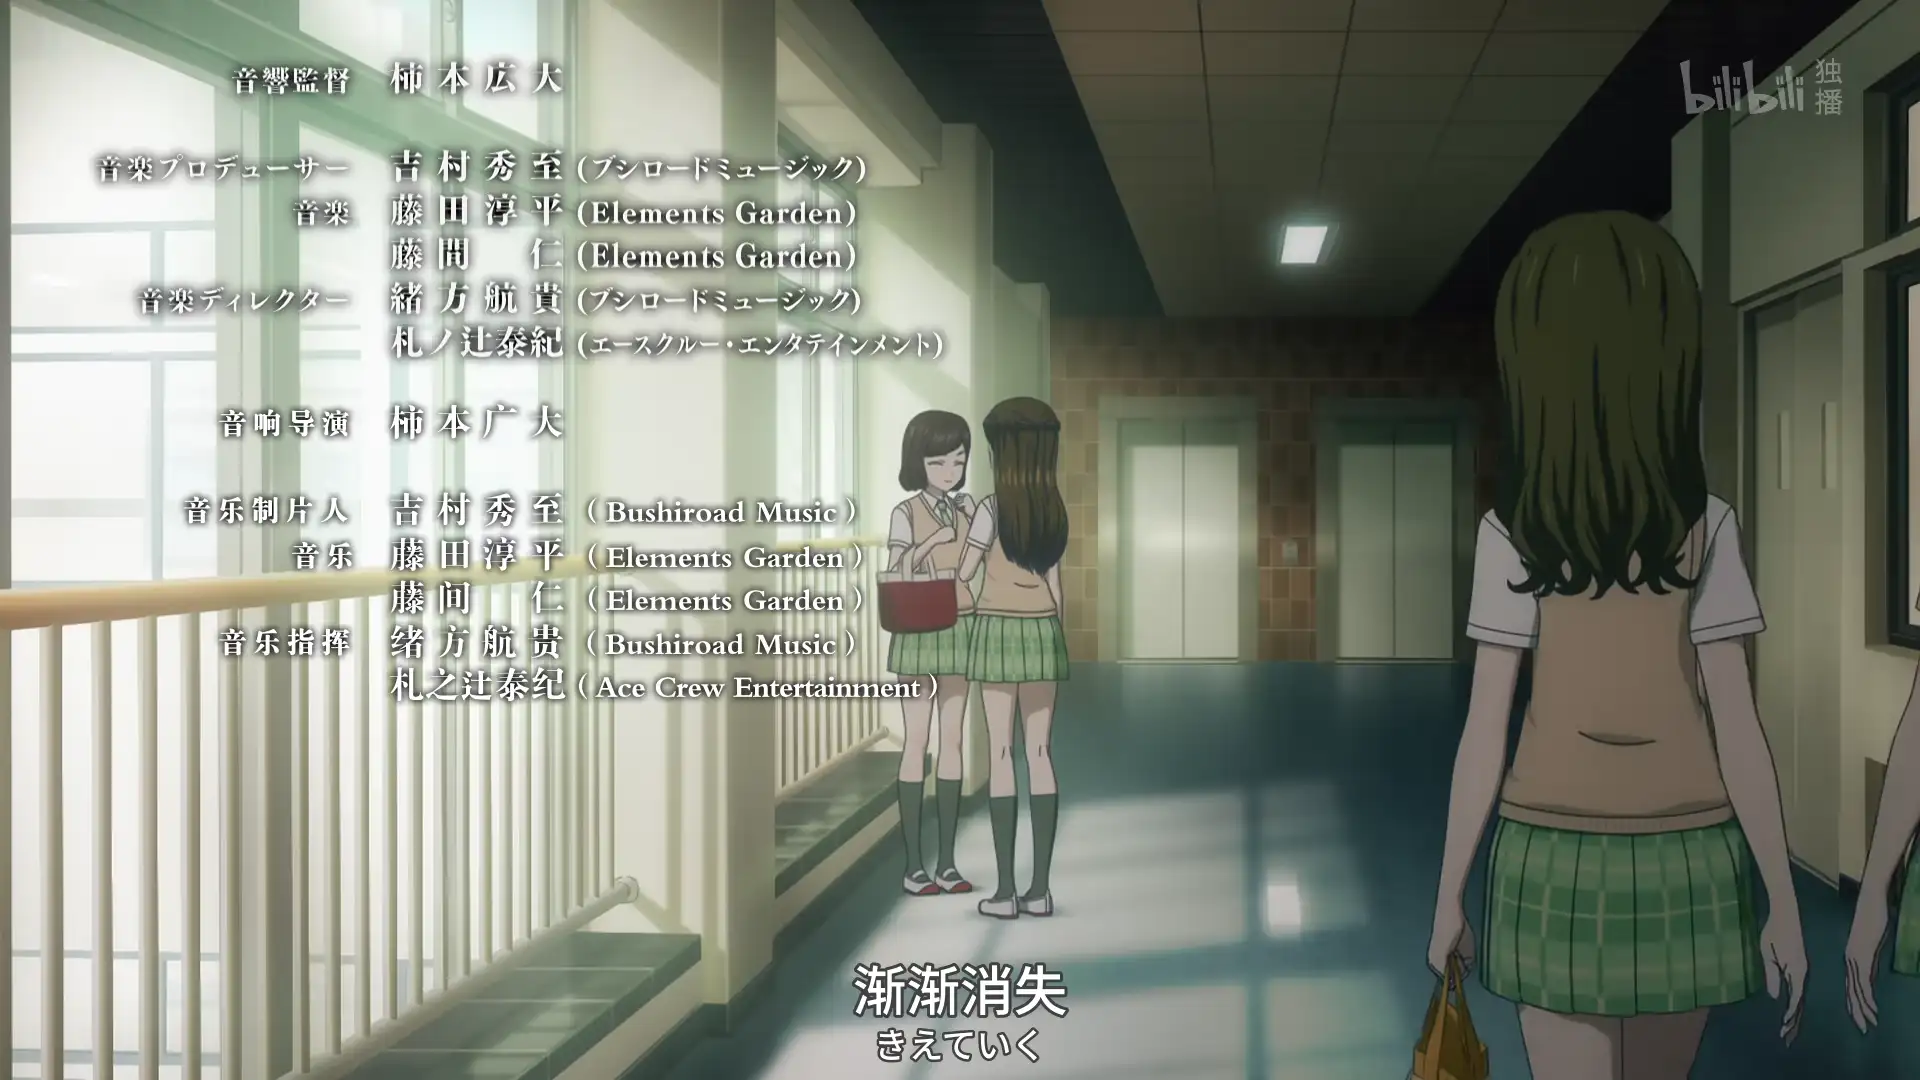 音響監督 柿本広大
音楽プロデューサー 吉村秀至(ブシロードミュージック)
音楽 藤田淳平(Elements Garden)
藤間 仁(Elements Garden)
音楽ディレクター 緒方航貴(ブシロードミュージック)
札ノ辻泰紀(エースクルー・エンタテインメント)
音响导演 柿本广大
音乐制片人 吉村秀至（Bushiroad Music）
音乐 藤田淳平（Elements Garden）
藤间 仁（Elements Garden）
音乐指挥 绪方航贵（Bushiroad Music）
札之辻泰纪（Ace Crew Entertainment）
bilibili 独播
渐渐消失
きえていく